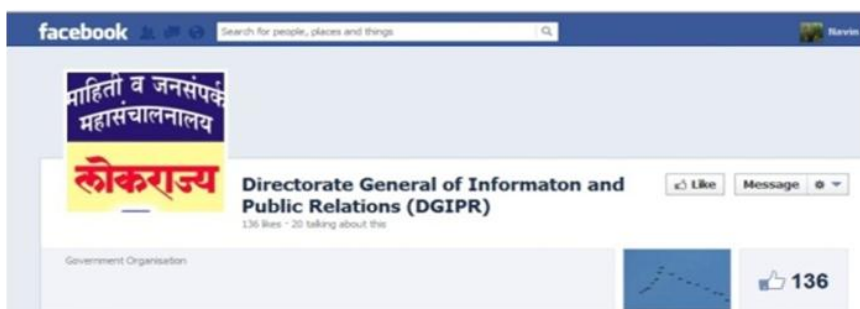 facebook
Search for people, places and things
Navin
माहिती व जनसंपर्क
महासंचालनालय
लोकराज्य
Directorate General of Informaton and
Public Relations (DGIPR)
136 likes · 20 talking about this
Like
Message
Government Organisation
136